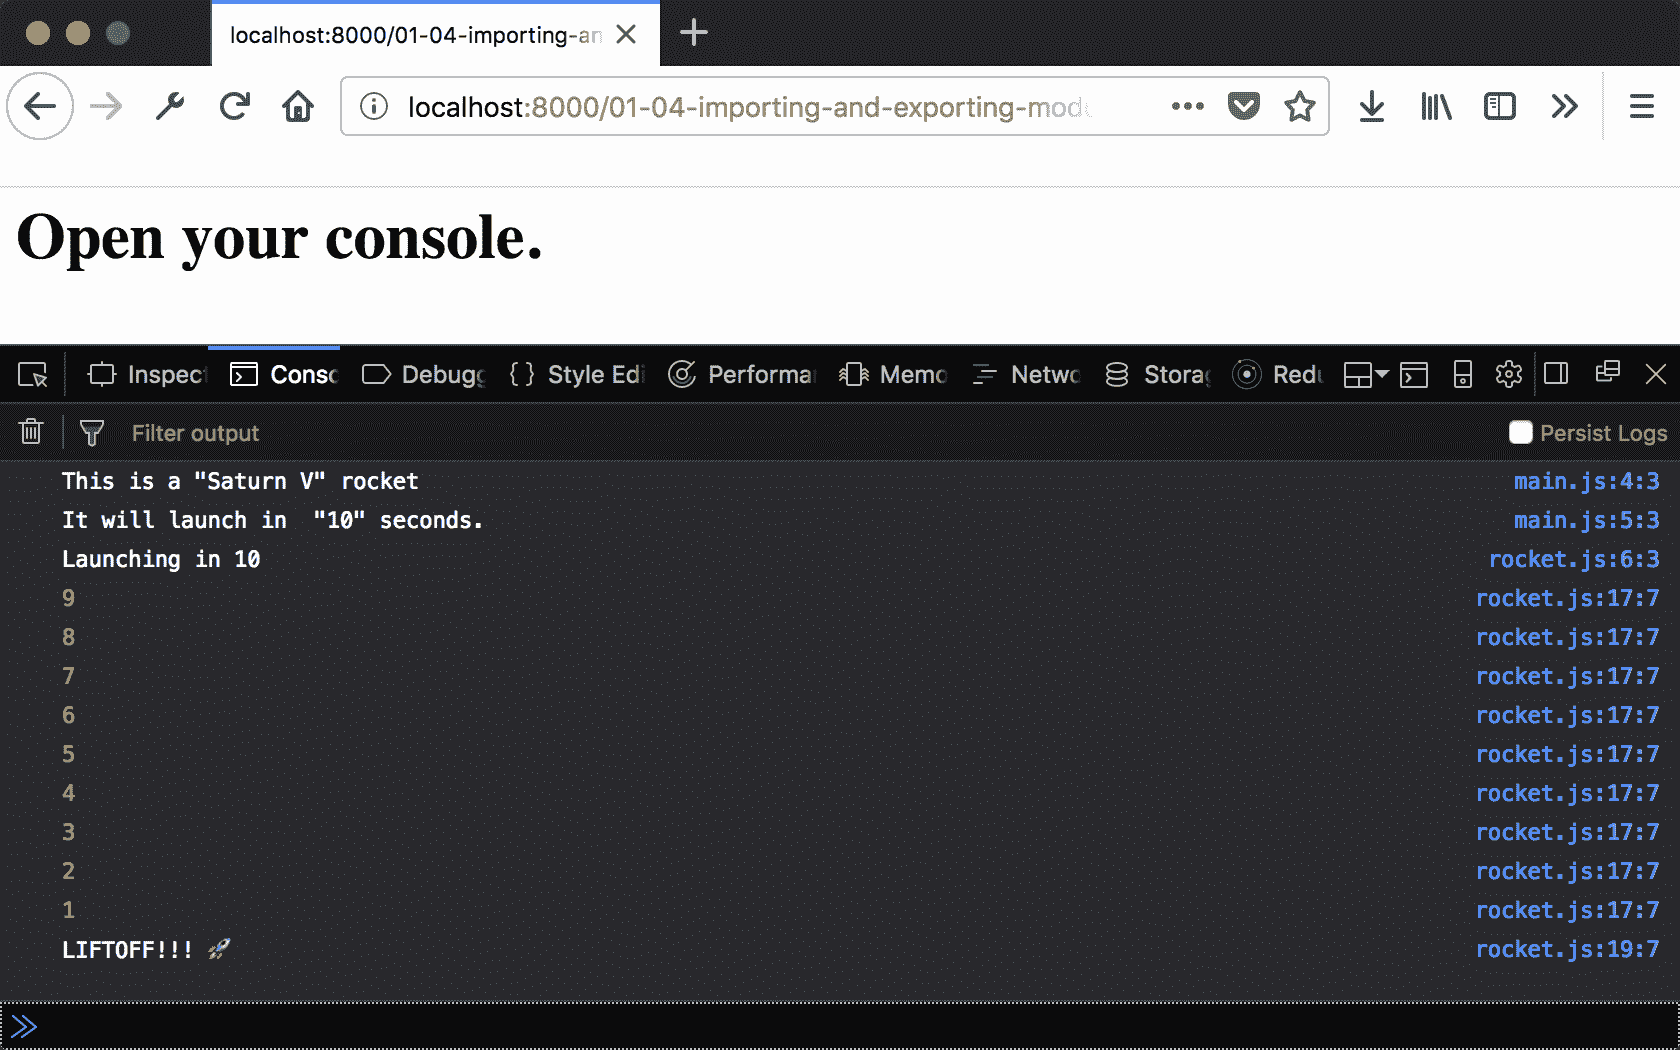 localhost:8000/01-04-importing-an
localhost:8000/01-04-importing-and-exporting-mod
Open your console.
Inspec Consc Debugg Style Edi Performa Memo Netwo Storag Redu
Filter output Persist Logs
This is a "Saturn V" rocket main.js:4:3
It will launch in  "10" seconds. main.js:5:3
Launching in 10 rocket.js:6:3
9 rocket.js:17:7
8 rocket.js:17:7
7 rocket.js:17:7
6 rocket.js:17:7
5 rocket.js:17:7
4 rocket.js:17:7
3 rocket.js:17:7
2 rocket.js:17:7
1 rocket.js:17:7
LIFTOFF!!! 🚀 rocket.js:19:7